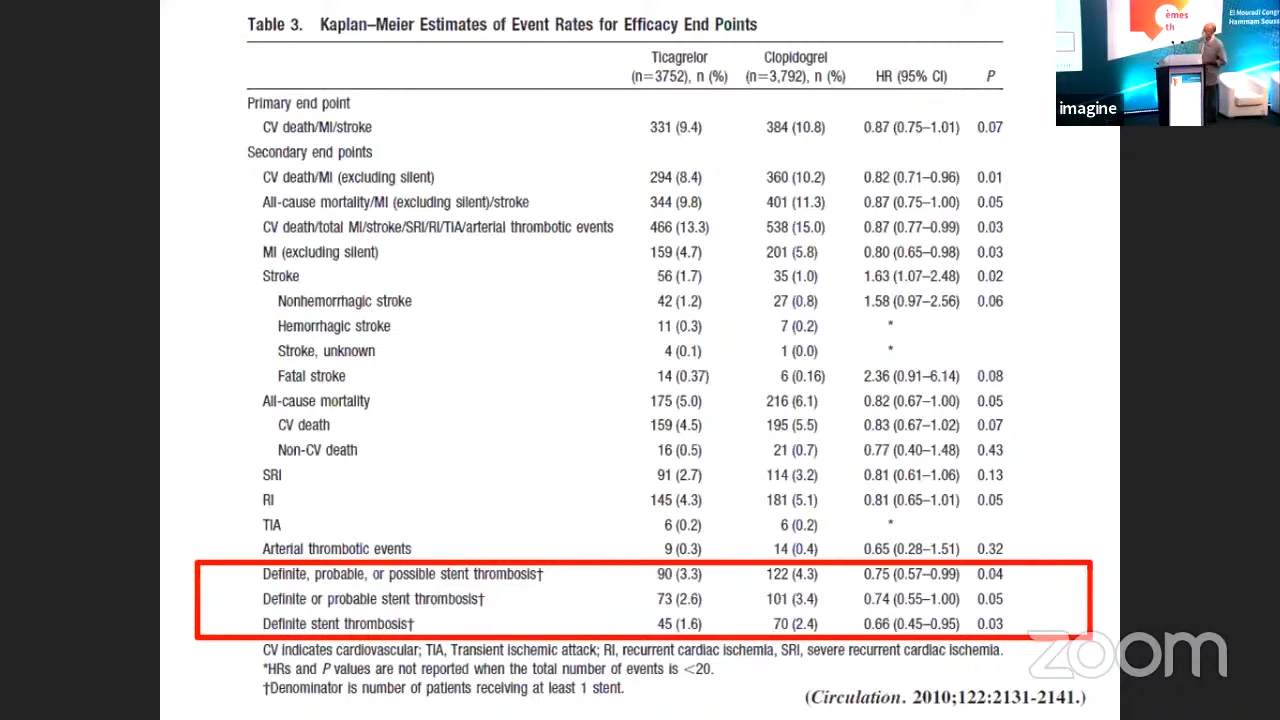 Table 3. Kaplan–Meier Estimates of Event Rates for Efficacy End Points
Ticagrelor (n=3752), n (%) Clopidogrel (n=3,792), n (%) HR (95% CI) P
Primary end point
CV death/MI/stroke 331 (9.4) 384 (10.8) 0.87 (0.75–1.01) 0.07
Secondary end points
CV death/MI (excluding silent) 294 (8.4) 360 (10.2) 0.82 (0.71–0.96) 0.01
All-cause mortality/MI (excluding silent)/stroke 344 (9.8) 401 (11.3) 0.87 (0.75–1.00) 0.05
CV death/total MI/stroke/SRI/RI/TIA/arterial thrombotic events 466 (13.3) 538 (15.0) 0.87 (0.77–0.99) 0.03
MI (excluding silent) 159 (4.7) 201 (5.8) 0.80 (0.65–0.98) 0.03
Stroke 56 (1.7) 35 (1.0) 1.63 (1.07–2.48) 0.02
Nonhemorrhagic stroke 42 (1.2) 27 (0.8) 1.58 (0.97–2.56) 0.06
Hemorrhagic stroke 11 (0.3) 7 (0.2) *
Stroke, unknown 4 (0.1) 1 (0.0) *
Fatal stroke 14 (0.37) 6 (0.16) 2.36 (0.91–6.14) 0.08
All-cause mortality 175 (5.0) 216 (6.1) 0.82 (0.67–1.00) 0.05
CV death 159 (4.5) 195 (5.5) 0.83 (0.67–1.02) 0.07
Non-CV death 16 (0.5) 21 (0.7) 0.77 (0.40–1.48) 0.43
SRI 91 (2.7) 114 (3.2) 0.81 (0.61–1.06) 0.13
RI 145 (4.3) 181 (5.1) 0.81 (0.65–1.01) 0.05
TIA 6 (0.2) 6 (0.2) *
Arterial thrombotic events 9 (0.3) 14 (0.4) 0.65 (0.28–1.51) 0.32
Definite, probable, or possible stent thrombosis† 90 (3.3) 122 (4.3) 0.75 (0.57–0.99) 0.04
Definite or probable stent thrombosis† 73 (2.6) 101 (3.4) 0.74 (0.55–1.00) 0.05
Definite stent thrombosis† 45 (1.6) 70 (2.4) 0.66 (0.45–0.95) 0.03
CV indicates cardiovascular; TIA, Transient ischemic attack; RI, recurrent cardiac ischemia, SRI, severe recurrent cardiac ischemia.
*HRs and P values are not reported when the total number of events is <20.
†Denominator is number of patients receiving at least 1 stent.
(Circulation. 2010;122:2131-2141.)
zoom
èmes
th
El Mouradi Congr
Hammam Souss
imagine